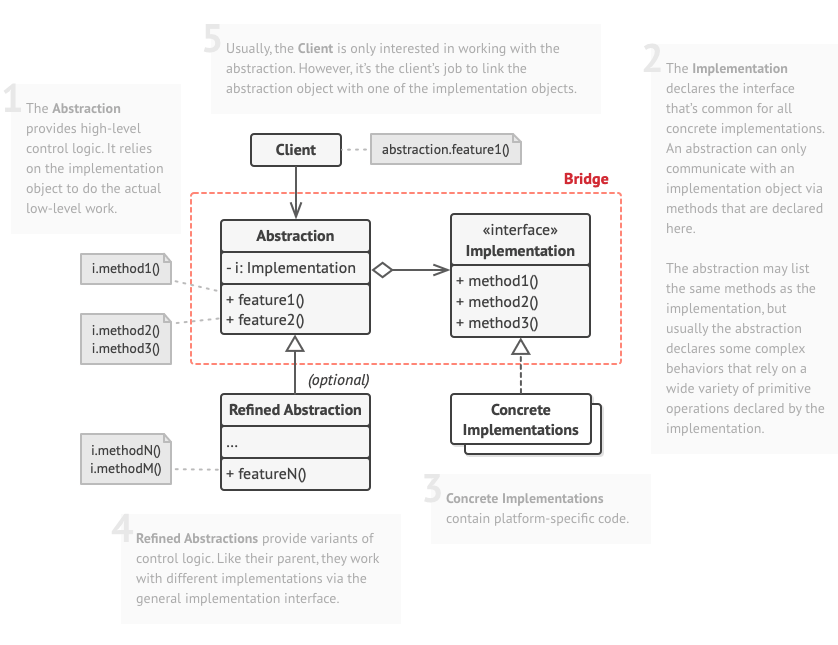 5
Usually, the Client is only interested in working with the
abstraction. However, it's the client's job to link the
abstraction object with one of the implementation objects.
1
The Abstraction
provides high-level
control logic. It relies
on the implementation
object to do the actual
low-level work.
2
The Implementation
declares the interface
that's common for all
concrete implementations.
An abstraction can only
communicate with an
implementation object via
methods that are declared
here.
The abstraction may list
the same methods as the
implementation, but
usually the abstraction
declares some complex
behaviors that rely on a
wide variety of primitive
operations declared by the
implementation.
Client
abstraction.feature1()
Bridge
Abstraction
- i: Implementation
+ feature1()
+ feature2()
«interface»
Implementation
+ method1()
+ method2()
+ method3()
i.method1()
i.method2()
i.method3()
(optional)
Refined Abstraction
...
+ featureN()
Concrete
Implementations
i.methodN()
i.methodM()
3
Concrete Implementations
contain platform-specific code.
4
Refined Abstractions provide variants of
control logic. Like their parent, they work
with different implementations via the
general implementation interface.